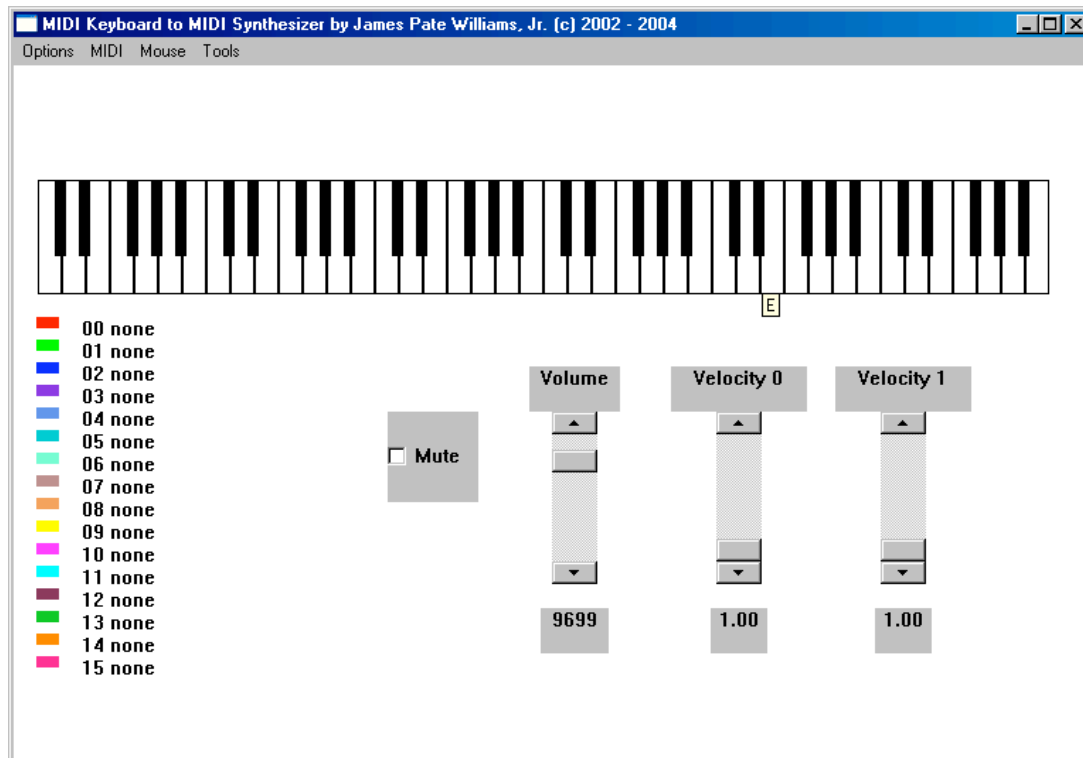 MIDI Keyboard to MIDI Synthesizer by James Pate Williams, Jr. (c) 2002 - 2004
Options MIDI Mouse Tools
E
00 none
01 none
02 none
03 none
04 none
05 none
06 none
07 none
08 none
09 none
10 none
11 none
12 none
13 none
14 none
15 none
Mute
Volume Velocity 0 Velocity 1
9699 1.00 1.00